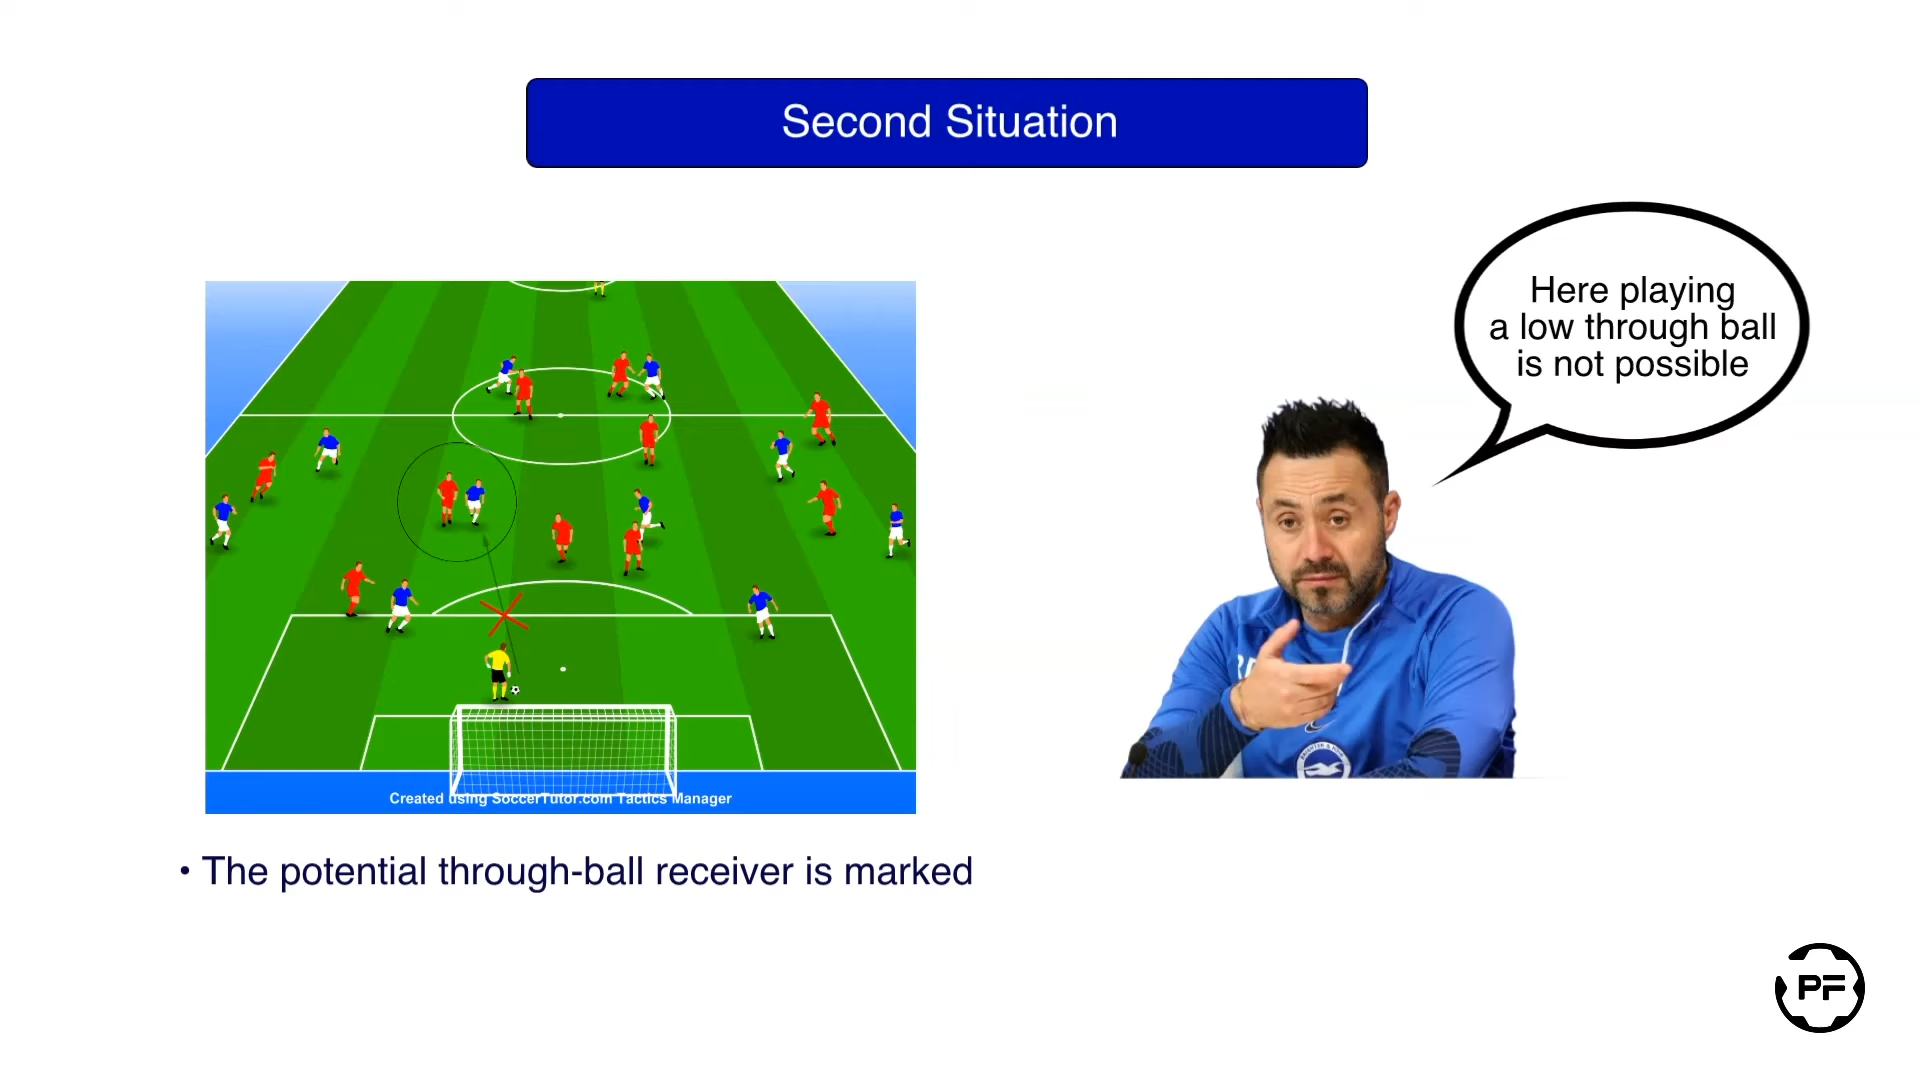 Second Situation
Here playing
a low through ball
is not possible
Created using SoccerTutor.com Tactics Manager
• The potential through-ball receiver is marked
PF